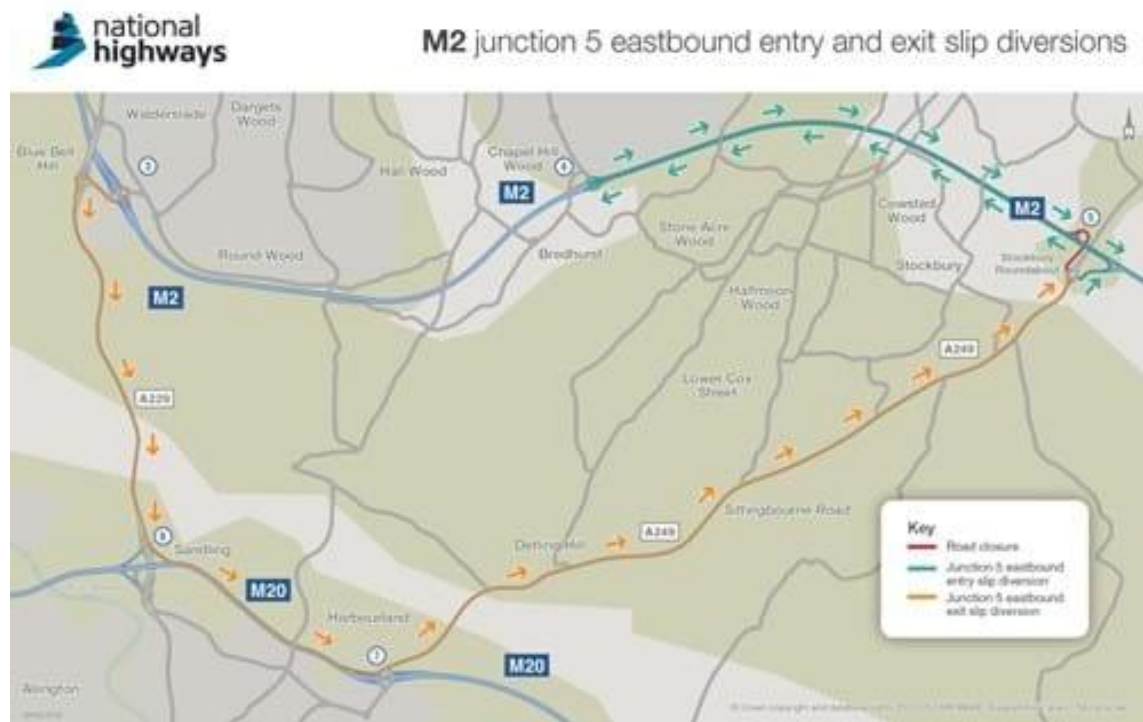 national
highways
M2 junction 5 eastbound entry and exit slip diversions
Walderslade
Dargets
Wood
Blue Bell
Hill
3
Hall Wood
Chapel Hill
Wood
4
M2
Cowsted
Wood
M2
5
Stone Acre
Wood
Round Wood
Bredhurst
Stockbury
Stockbury
Roundabout
M2
Halfmoon
Wood
A249
Lower Cox
Street
A229
Sittingbourne Road
Detling Hill
A249
6
Sandling
M20
Harbourland
7
M20
Key
Road closure
Junction 5 eastbound
entry slip diversion
Junction 5 eastbound
exit slip diversion